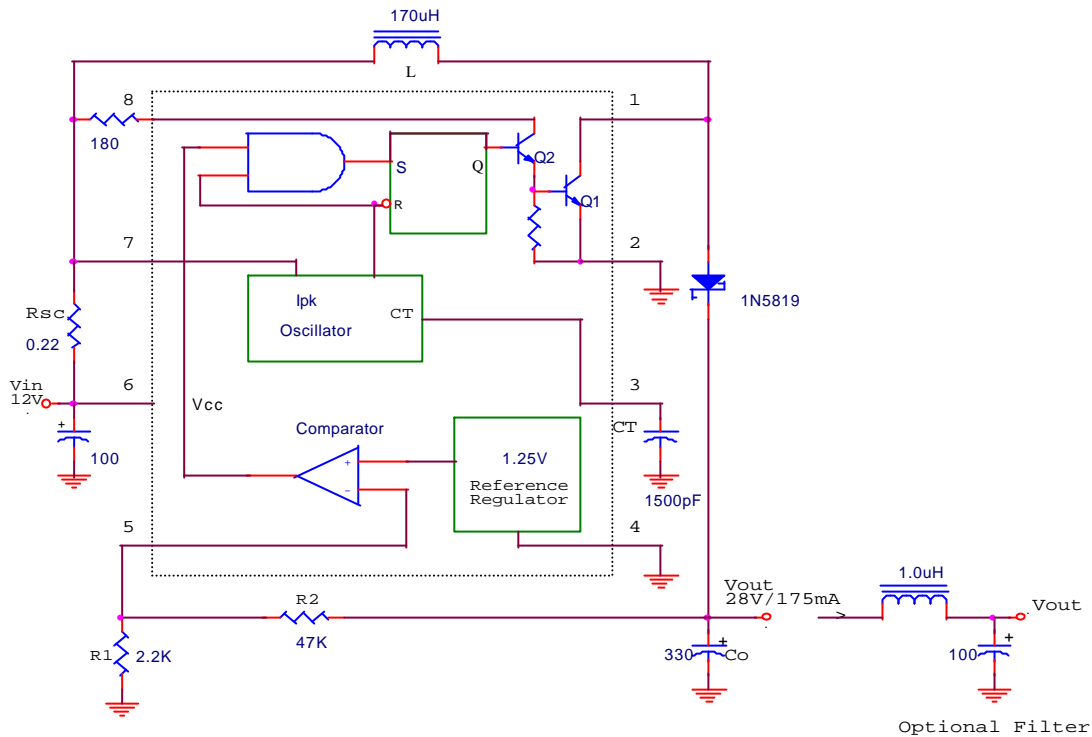 170uH
L
8
1
180
Q2
S
Q
Q1
R
7
2
Ipk
CT
Oscillator
1N5819
Rsc
0.22
Vin
12V
6
3
Vcc
CT
Comparator
+
100
+
1.25V
Reference
Regulator
-
1500pF
5
4
Vout
28V/175mA
1.0uH
R2
Vout
47K
R1
2.2K
330
+
Co
100
+
Optional Filter